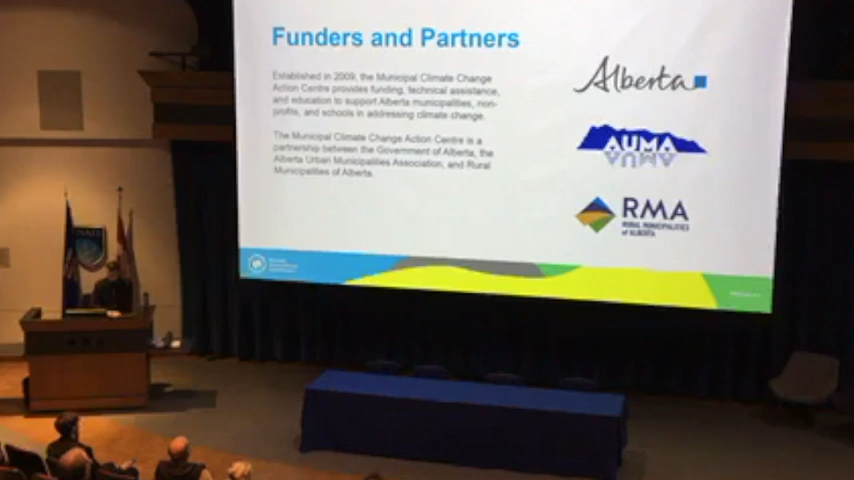 Funders and Partners
Established in 2009, the Municipal Climate Change
Action Centre provides funding, technical assistance,
and education to support Alberta municipalities, non-
profits, and schools in addressing climate change.
The Municipal Climate Change Action Centre is a
partnership between the Government of Alberta, the
Alberta Urban Municipalities Association, and Rural
Municipalities of Alberta.
Alberta
AUMA
RMA
RURAL MUNICIPALITIES
of ALBERTA